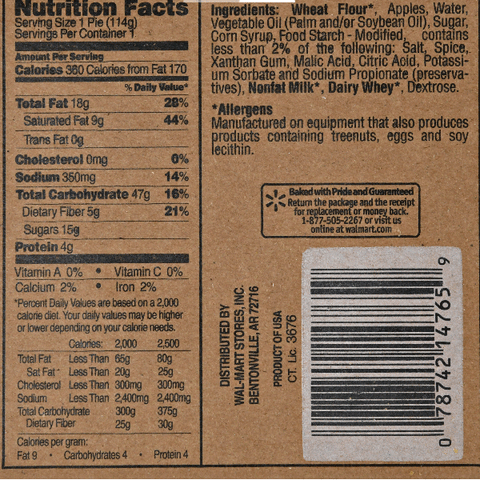 Nutrition Facts
Serving Size 1 Pie (114g)
Servings Per Container 1
Amount Per Serving
Calories 360 Calories from Fat 170
% Daily Value*
Total Fat 18g 28%
Saturated Fat 9g 44%
Trans Fat 0g
Cholesterol 0mg 0%
Sodium 350mg 14%
Total Carbohydrate 47g 16%
Dietary Fiber 5g 21%
Sugars 15g
Protein 4g
Vitamin A 0% • Vitamin C 0%
Calcium 2% • Iron 2%
*Percent Daily Values are based on a 2,000
calorie diet. Your daily values may be higher
or lower depending on your calorie needs.
Calories: 2,000 2,500
Total Fat Less Than 65g 80g
Sat Fat Less Than 20g 25g
Cholesterol Less Than 300mg 300mg
Sodium Less Than 2,400mg 2,400mg
Total Carbohydrate 300g 375g
Dietary Fiber 25g 30g
Calories per gram:
Fat 9 • Carbohydrates 4 • Protein 4
Ingredients: Wheat Flour*, Apples, Water,
Vegetable Oil (Palm and/or Soybean Oil), Sugar,
Corn Syrup, Food Starch - Modified, contains
less than 2% of the following: Salt, Spice,
Xanthan Gum, Malic Acid, Citric Acid, Potassi-
um Sorbate and Sodium Propionate (preserva-
tives), Nonfat Milk*, Dairy Whey*, Dextrose.
*Allergens
Manufactured on equipment that also produces
products containing treenuts, eggs and soy
lecithin.
Baked with Pride and Guaranteed
Return the package and the receipt
for replacement or money back.
1-877-505-2267 or visit us
online at walmart.com
DISTRIBUTED BY
WAL-MART STORES, INC.
BENTONVILLE, AR 72716
PRODUCT OF USA
CT. Lic. 3676
0 78742 14765 9